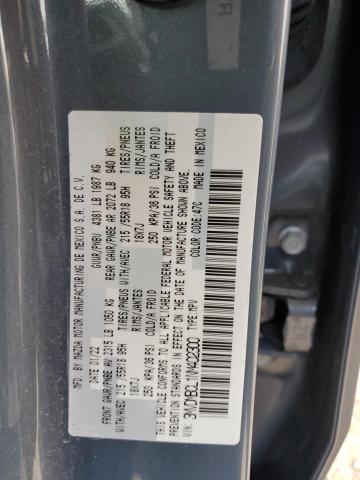 MFD. BY: MAZDA MOTOR MANUFACTURING DE MEXICO S.A. DE C.V.
DATE: 01/22 GVWR/PNBV 4381 LB 1987 KG
FRONT GAWR/PNBE AV 2315 LB 1050 KG REAR GAWR/PNBE AR 2072 LB 940 KG
WITH/AVEC 215/55R18 95H TIRES/PNEUS WITH/AVEC 215/55R18 95H TIRES/PNEUS
18X7J RIMS/JANTES 18X7J RIMS/JANTES
250 KPA/36 PSI COLD/A FROID 250 KPA/36 PSI COLD/A FROID
THIS VEHICLE CONFORMS TO ALL APPLICABLE FEDERAL MOTOR VEHICLE SAFETY AND THEFT
PREVENTION STANDARDS IN EFFECT ON THE DATE OF MANUFACTURE SHOWN ABOVE.
TYPE: MPV COLOR CODE: 47C MADE IN MEXICO